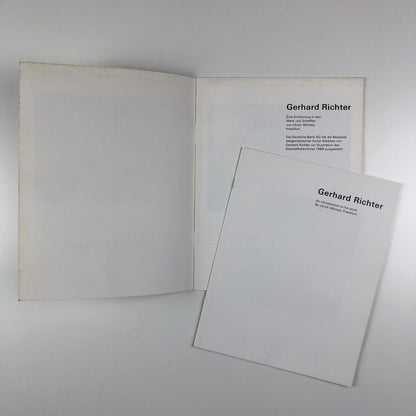 Gerhard Richter
Eine Einführung in sein
Werk und Schaffen
von Ulrich Wilmes,
Frankfurt
Die Deutsche Bank AG hat als Beispiele
zeitgenössischer Kunst Arbeiten von
Gerhard Richter zur Illustration des
Geschäftsberichtes 1988 ausgewählt.
Gerhard Richter
An introduction to his work
By Ulrich Wilmes, Frankfurt